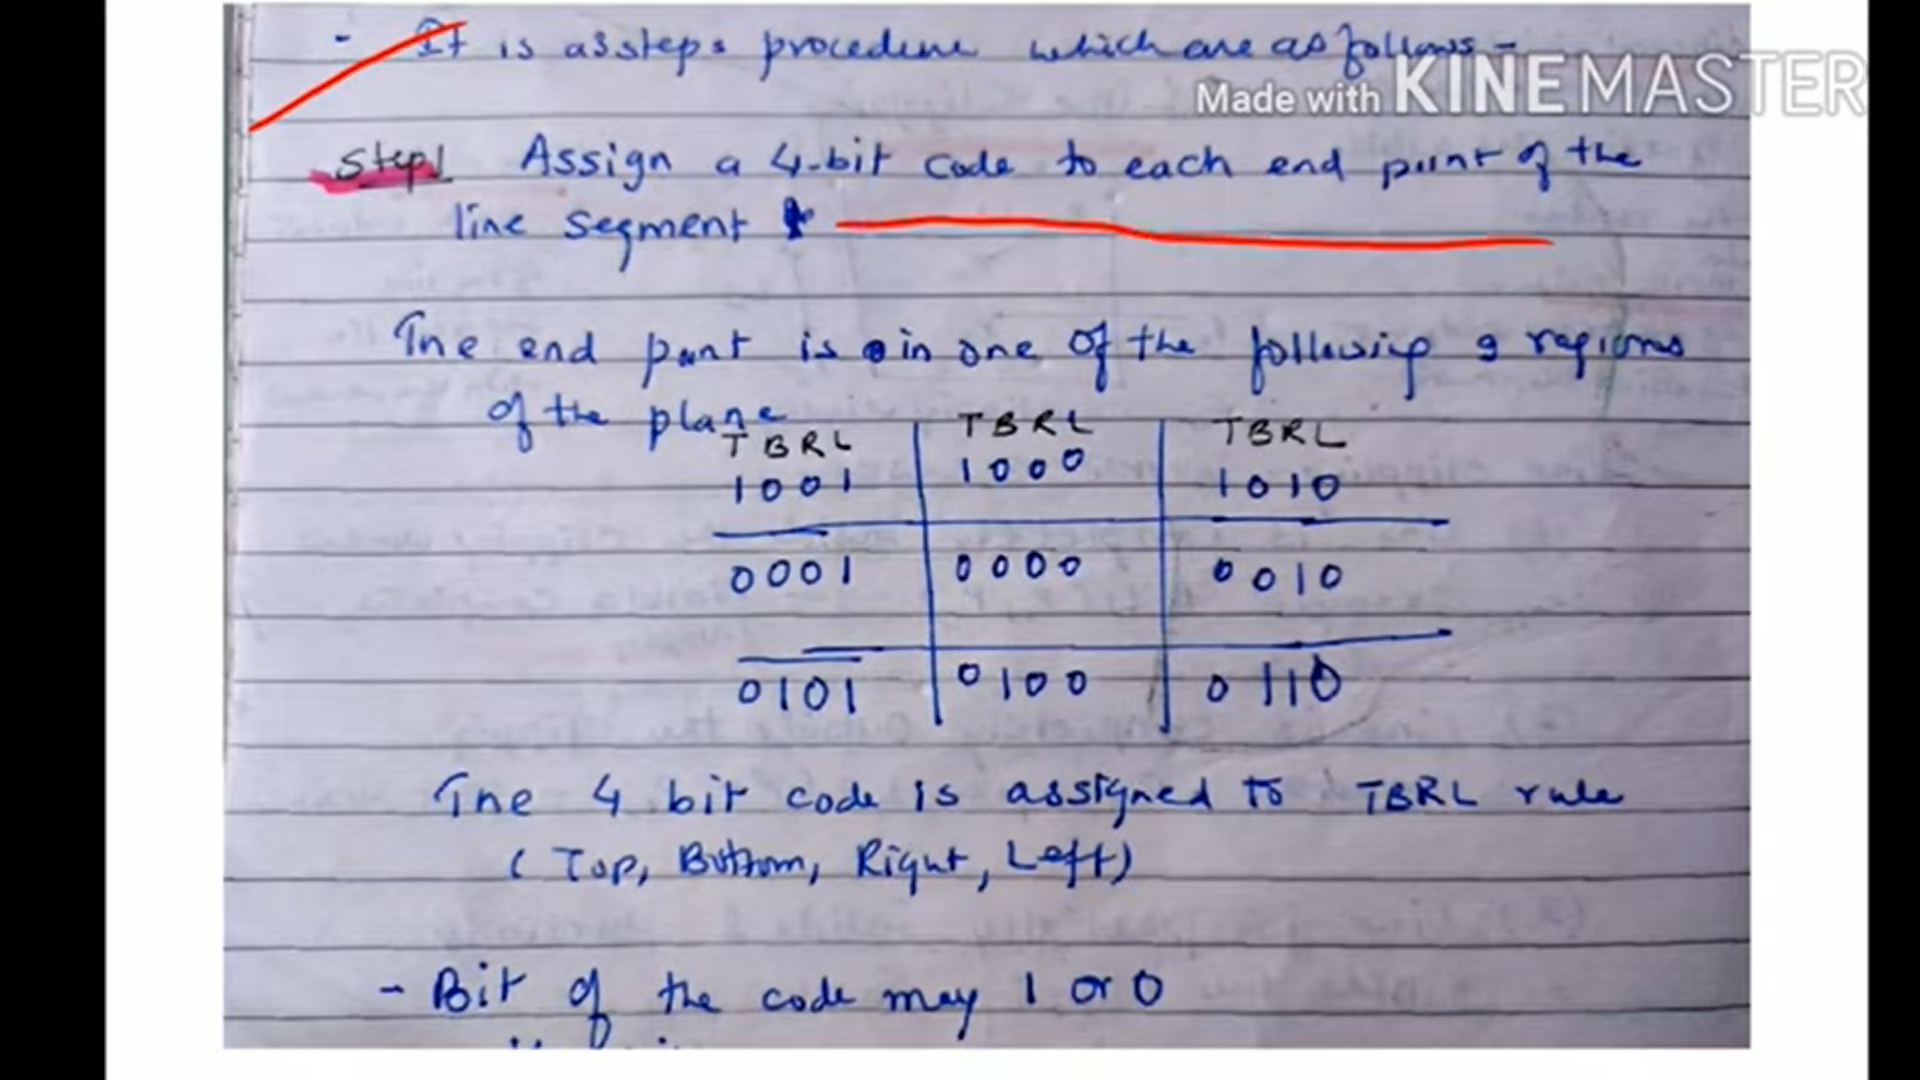 - It is a 3 steps procedure which are as follows -
Made with KINEMASTER
Step 1 Assign a 4-bit code to each end point of the
line segment
The end point is in one of the following 9 regions
of the plane
TBRL TBRL TBRL
1001 1000 1010
0001 0000 0010
0101 0100 0110
The 4 bit code is assigned to TBRL rule
( Top, Bottom, Right, Left)
- Bit of the code may 1 or 0